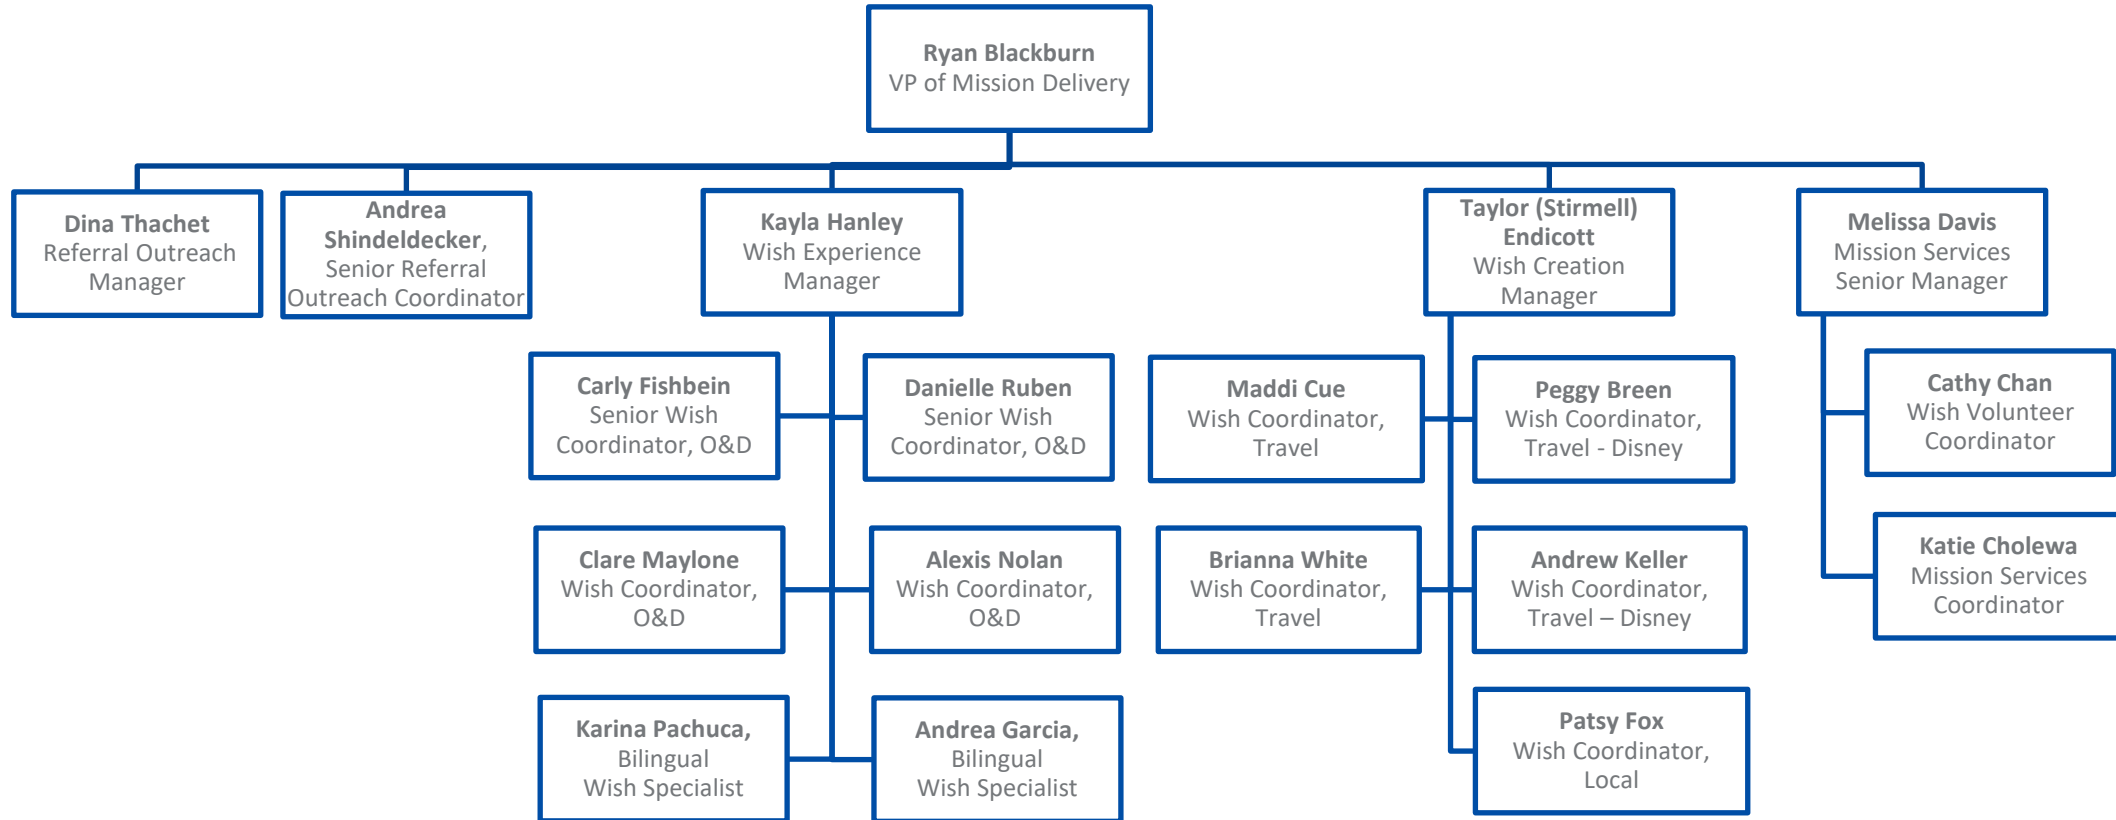 Ryan Blackburn
VP of Mission Delivery
Dina Thachet
Referral Outreach
Manager
Andrea
Shindeldecker,
Senior Referral
Outreach Coordinator
Kayla Hanley
Wish Experience
Manager
Taylor (Stirmell)
Endicott
Wish Creation
Manager
Melissa Davis
Mission Services
Senior Manager
Carly Fishbein
Senior Wish
Coordinator, O&D
Danielle Ruben
Senior Wish
Coordinator, O&D
Maddi Cue
Wish Coordinator,
Travel
Peggy Breen
Wish Coordinator,
Travel - Disney
Cathy Chan
Wish Volunteer
Coordinator
Clare Maylone
Wish Coordinator,
O&D
Alexis Nolan
Wish Coordinator,
O&D
Brianna White
Wish Coordinator,
Travel
Andrew Keller
Wish Coordinator,
Travel – Disney
Katie Cholewa
Mission Services
Coordinator
Karina Pachuca,
Bilingual
Wish Specialist
Andrea Garcia,
Bilingual
Wish Specialist
Patsy Fox
Wish Coordinator,
Local